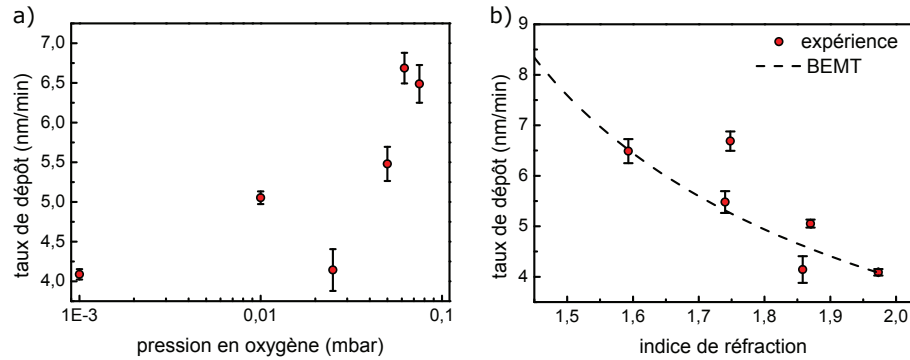 a)
7,0
6,5
6,0
5,5
5,0
4,5
4,0
taux de dépôt (nm/min)
1E-3
0,01
0,1
pression en oxygène (mbar)
b)
9
8
7
6
5
4
3
taux de dépôt (nm/min)
expérience
BEMT
1,5
1,6
1,7
1,8
1,9
2,0
indice de réfraction